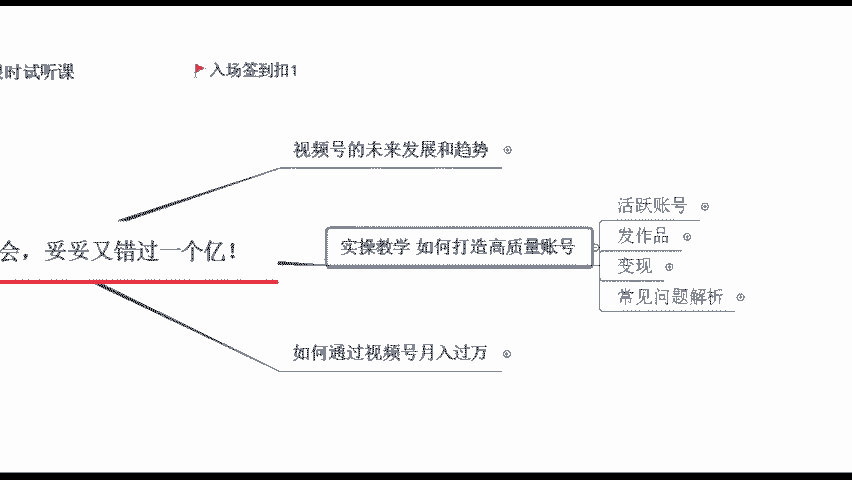 时试听课
入场签到扣1
视频号的未来发展和趋势
会，妥妥又错过一个亿！
实操教学 如何打造高质量账号
活跃账号
发作品
变现
常见问题解析
如何通过视频号月入过万